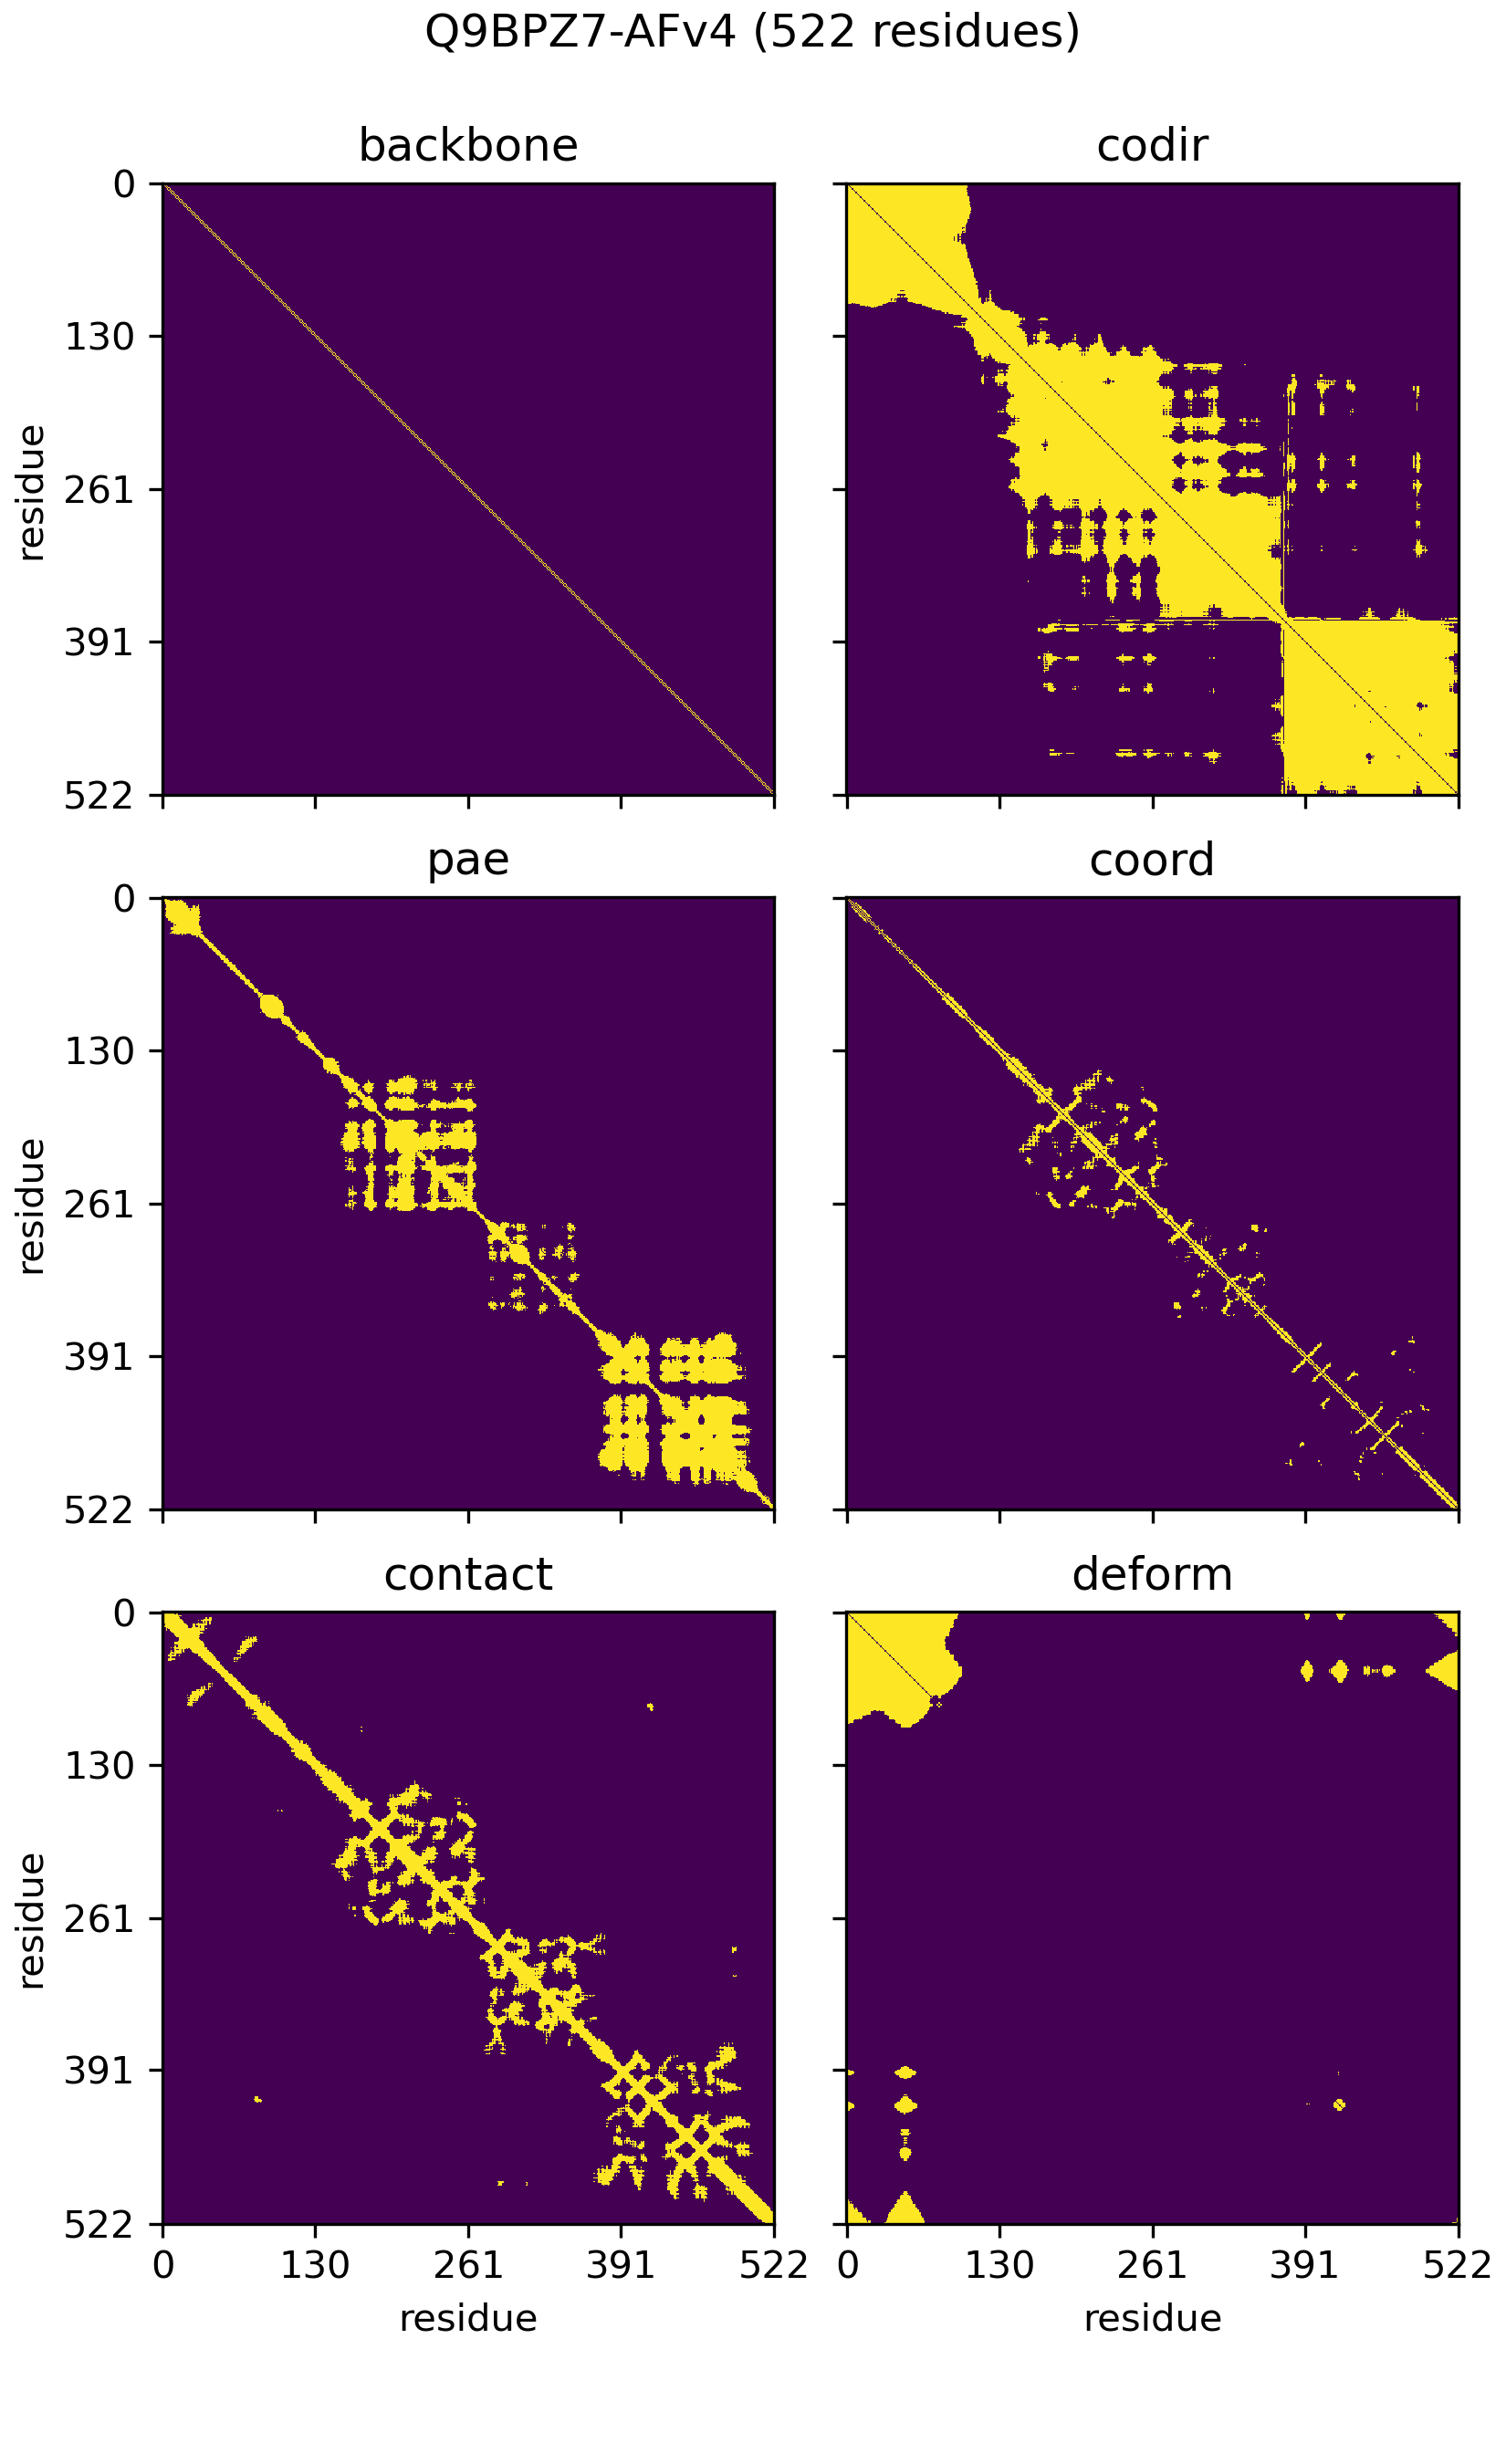 Q9BPZ7-AFv4 (522 residues)
backbone
codir
0
130
261
391
522
residue
pae
coord
0
130
261
391
522
residue
contact
deform
0
130
261
391
522
residue
0 130 261 391 522
0 130 261 391 522
residue
residue